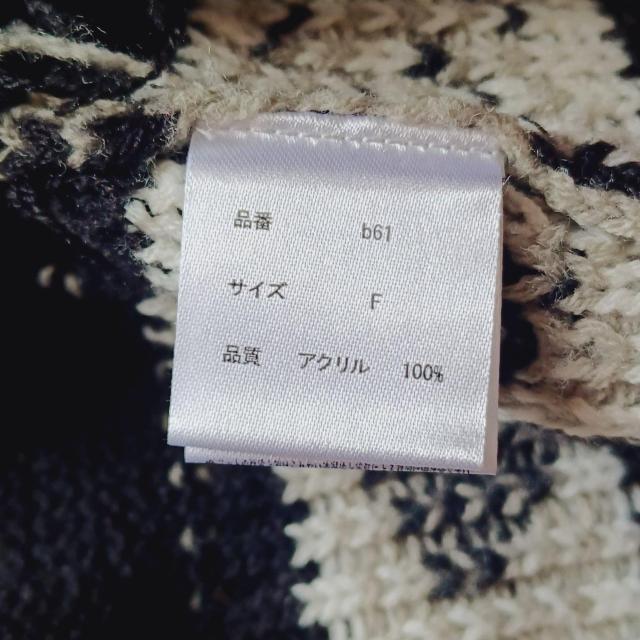 品番 b61
サイズ F
品質 アクリル 100%